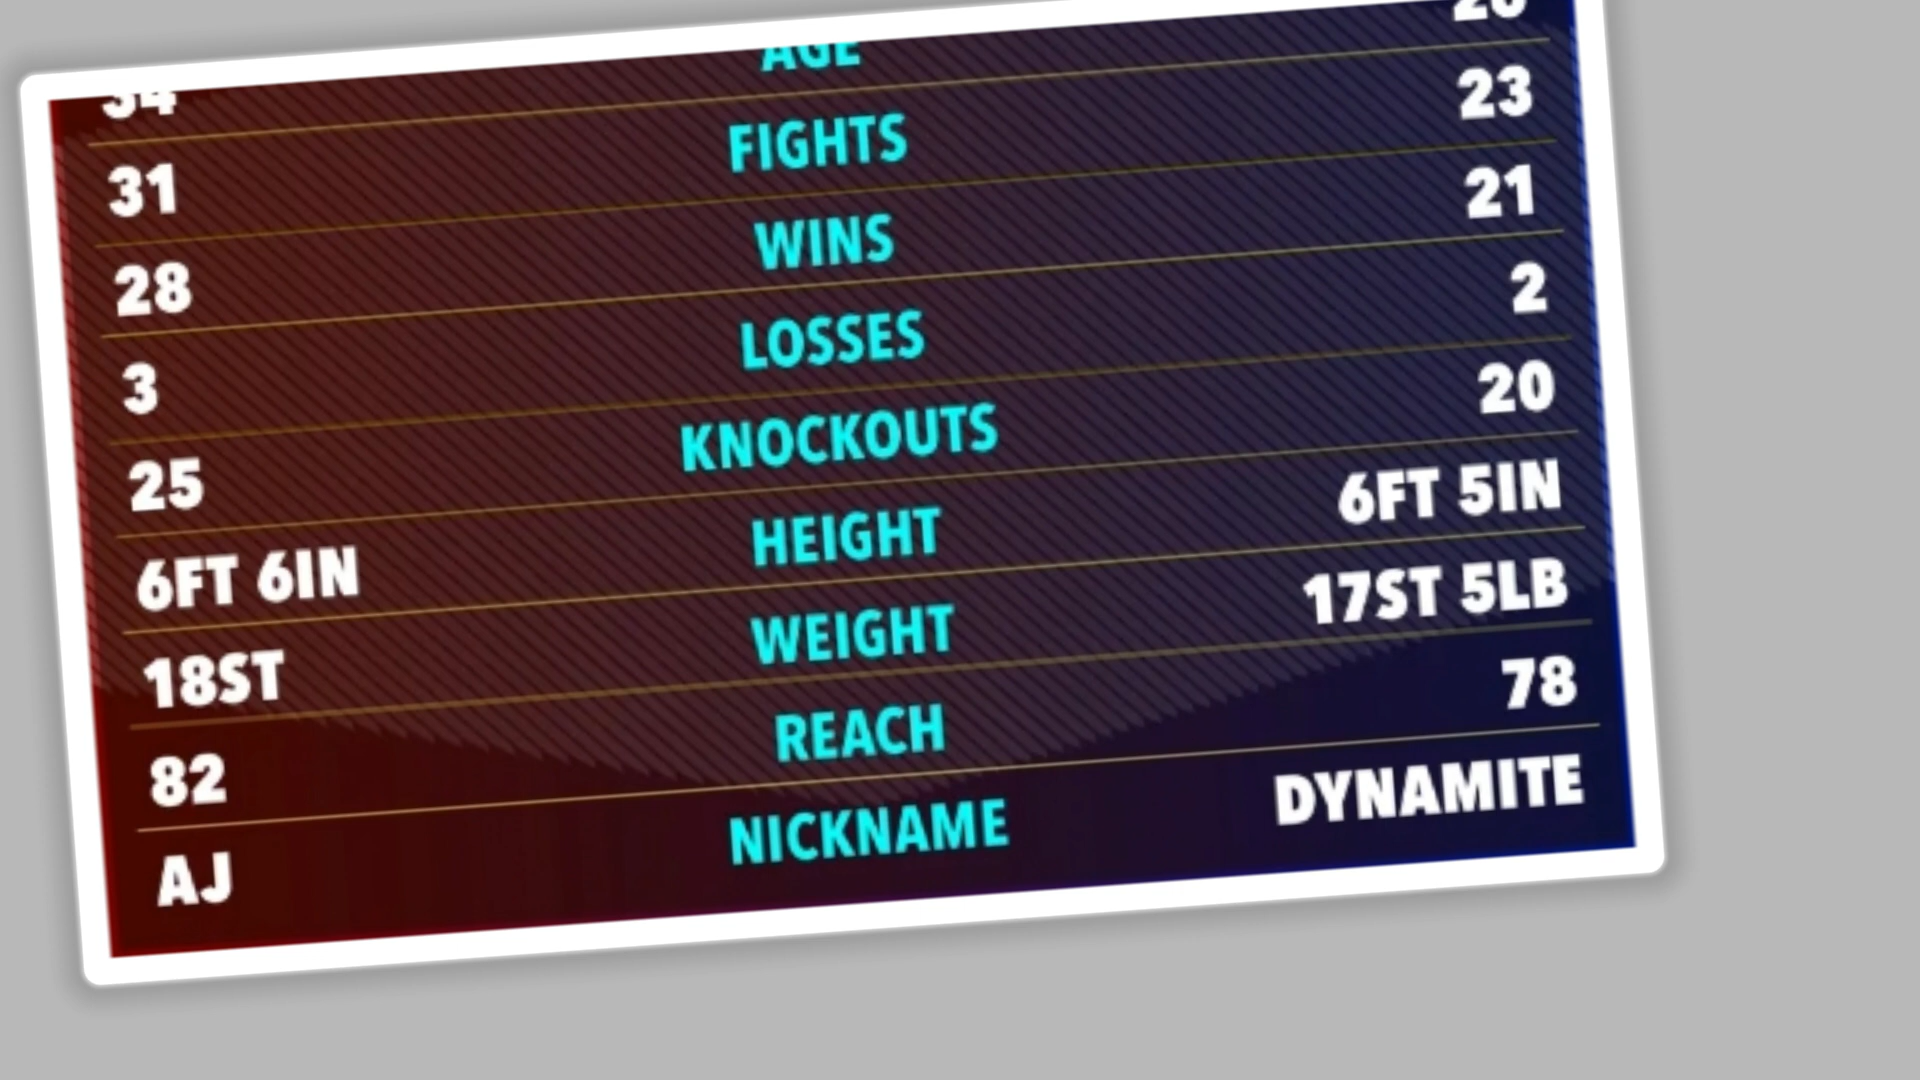 34 AGE
31 FIGHTS 23
28 WINS 21
3 LOSSES 2
25 KNOCKOUTS 20
6FT 6IN HEIGHT 6FT 5IN
18ST WEIGHT 17ST 5LB
82 REACH 78
AJ NICKNAME DYNAMITE